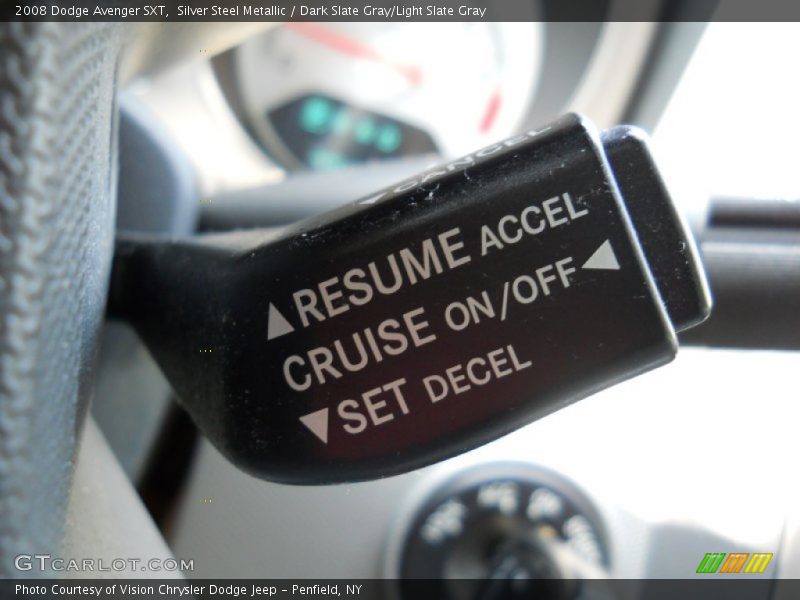 2008 Dodge Avenger SXT,  Silver Steel Metallic / Dark Slate Gray/Light Slate Gray
◄ CANCEL
▲RESUME ACCEL
CRUISE ON/OFF ◄
▼SET DECEL
GTCARLOT.COM
Photo Courtesy of Vision Chrysler Dodge Jeep - Penfield, NY